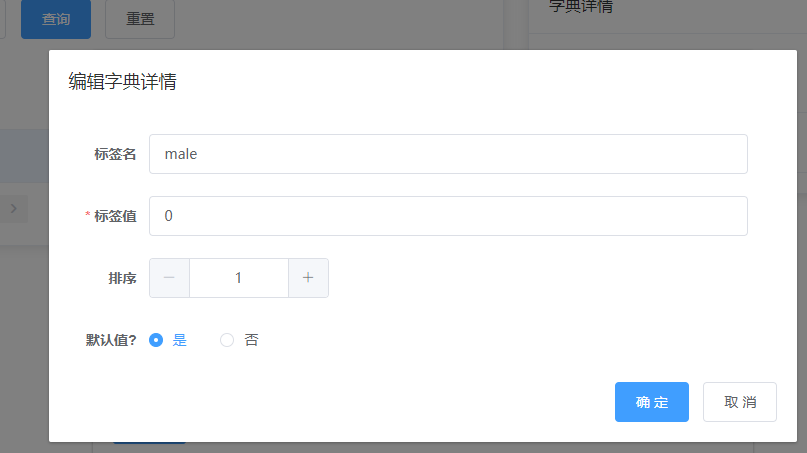 查询
重置
字典详情
编辑字典详情
标签名
male
* 标签值
0
排序
1
默认值?
是
否
确 定
取 消